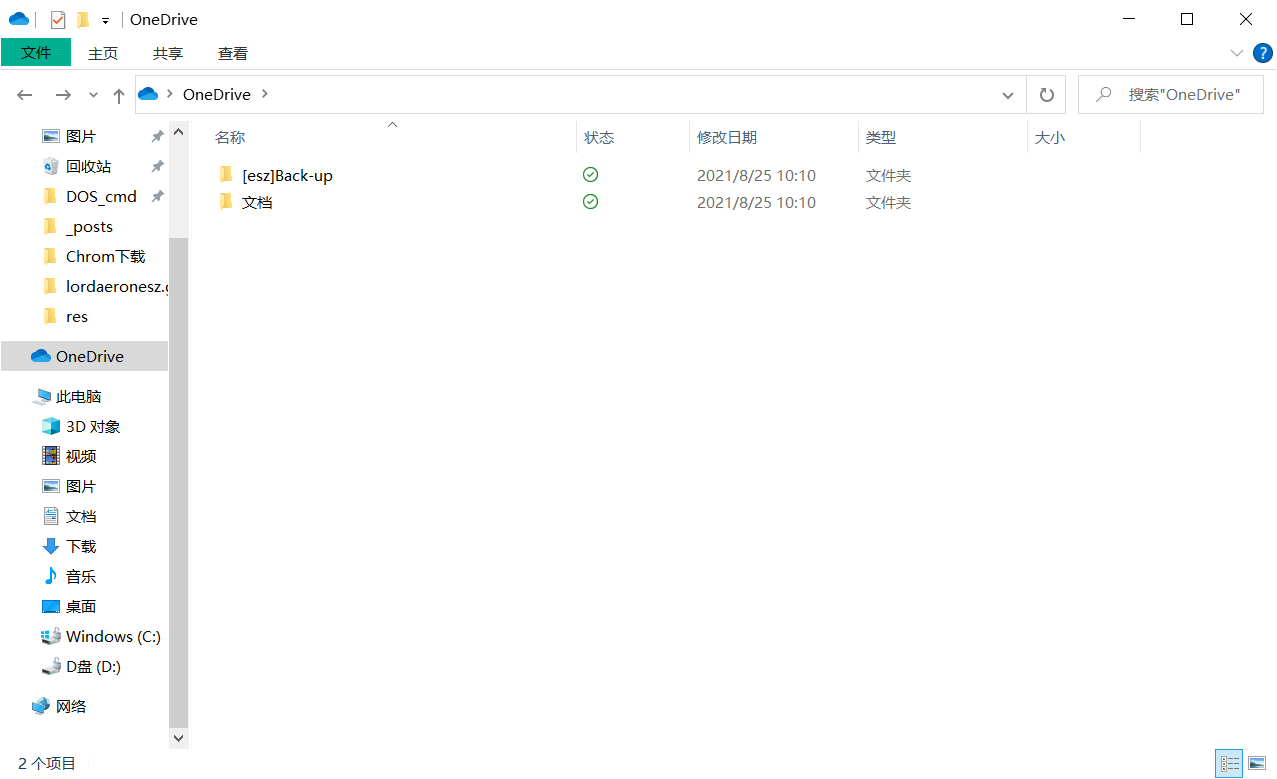 OneDrive
文件 主页 共享 查看
OneDrive 搜索"OneDrive"
名称 状态 修改日期 类型 大小
[esz]Back-up 2021/8/25 10:10 文件夹
文档 2021/8/25 10:10 文件夹
图片
回收站
DOS_cmd
_posts
Chrom下载
lordaeronesz.g
res
OneDrive
此电脑
3D 对象
视频
图片
文档
下载
音乐
桌面
Windows (C:)
D盘 (D:)
网络
2 个项目